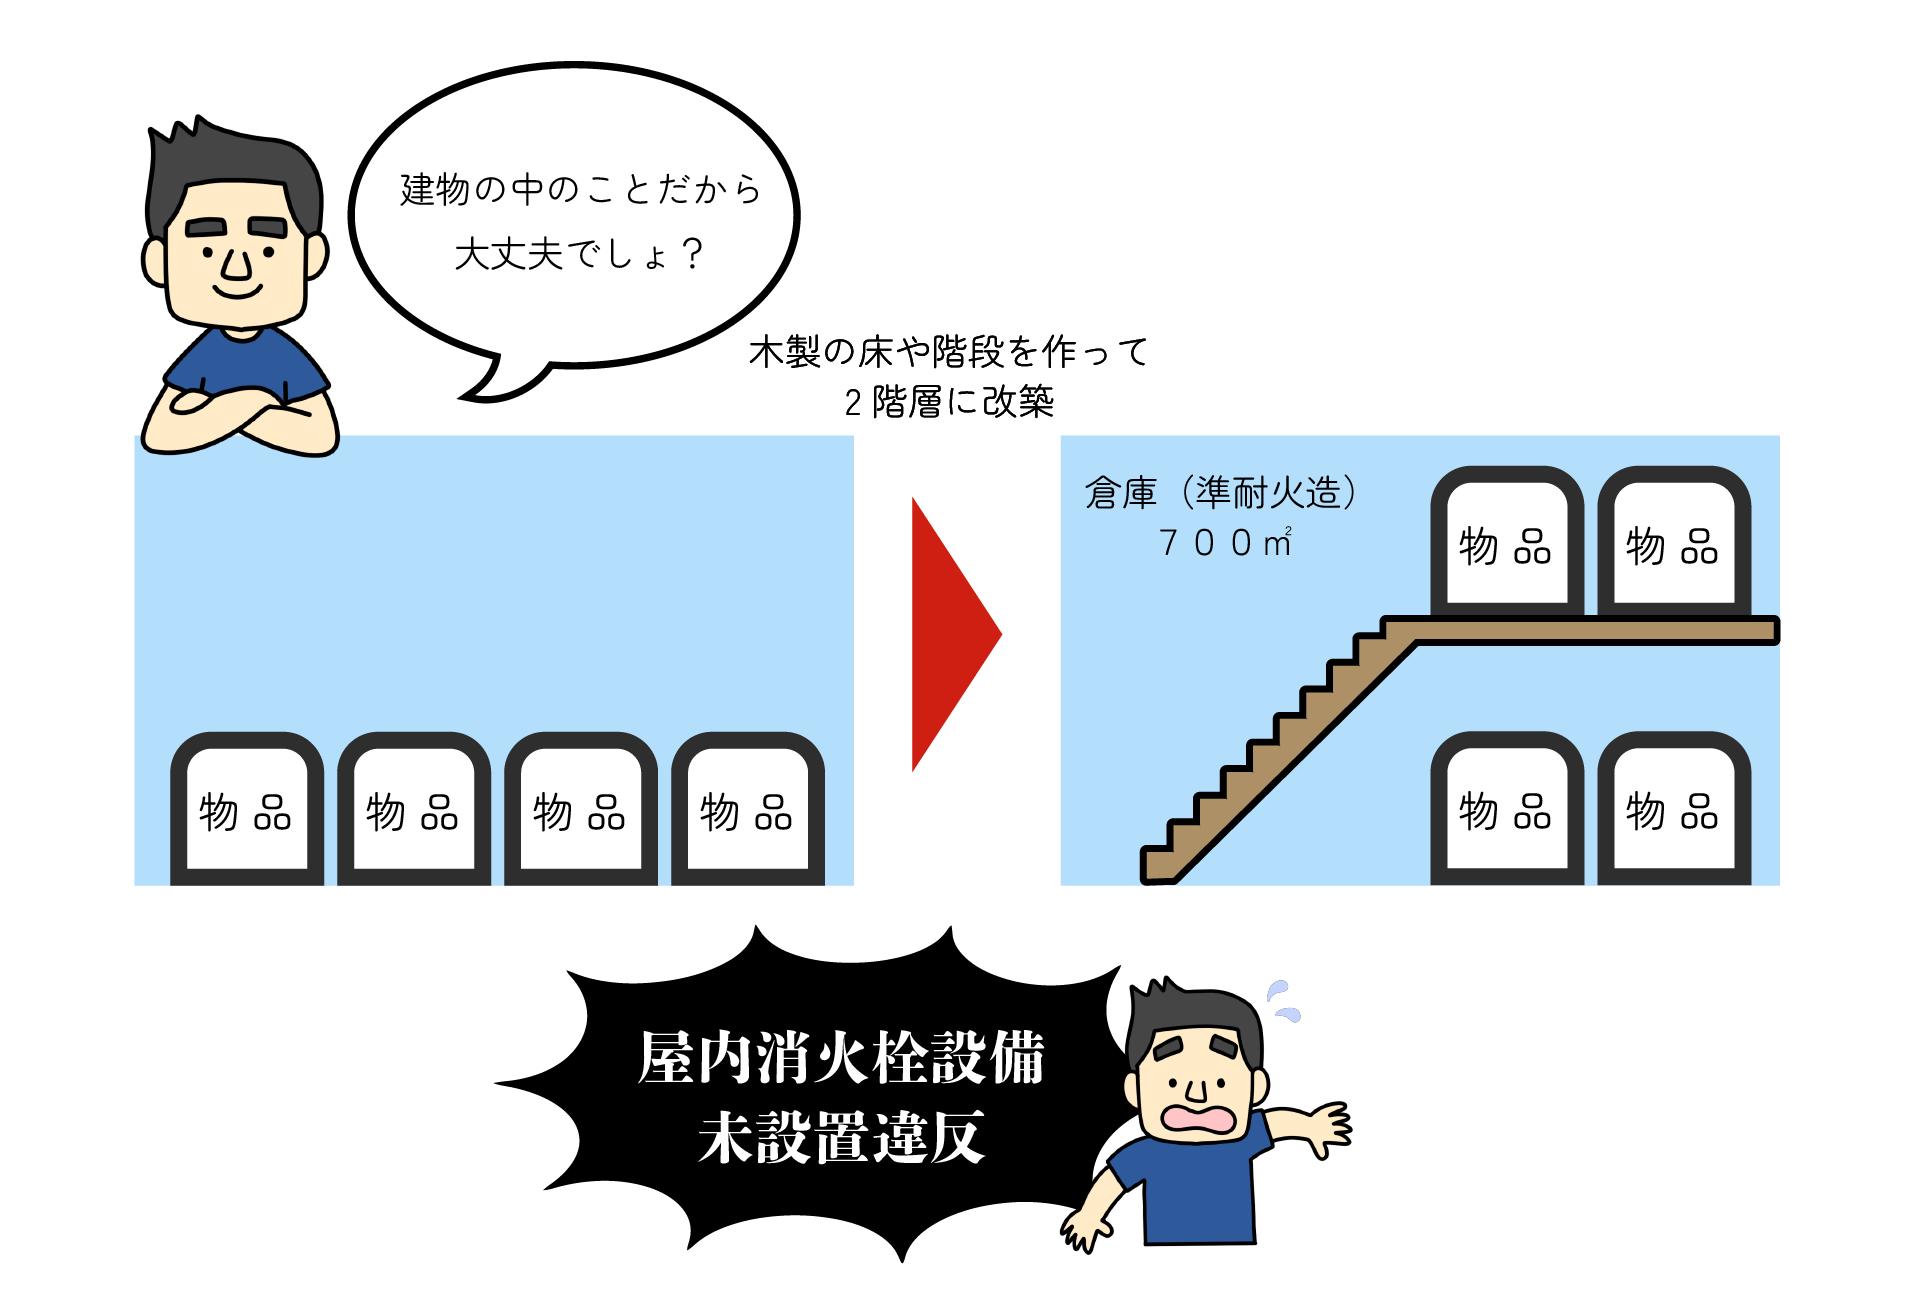 建物の中のことだから
大丈夫でしょ？
木製の床や階段を作って
2階層に改築
倉庫（準耐火造）
７００㎡
物品 物品
物品 物品 物品 物品
物品 物品
屋内消火栓設備
未設置違反